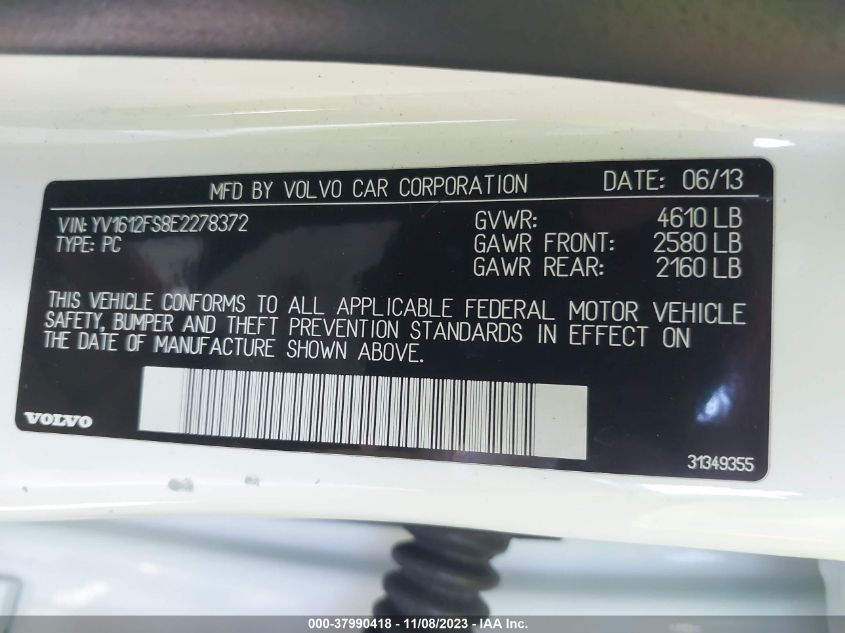 MFD BY VOLVO CAR CORPORATION DATE: 06/13
VIN: YV1612FS8E2278372
TYPE: PC
GVWR: 4610 LB
GAWR FRONT: 2580 LB
GAWR REAR: 2160 LB
THIS VEHICLE CONFORMS TO ALL APPLICABLE FEDERAL MOTOR VEHICLE
SAFETY, BUMPER AND THEFT PREVENTION STANDARDS IN EFFECT ON
THE DATE OF MANUFACTURE SHOWN ABOVE.
VOLVO
31349355
000-37990418 - 11/08/2023 - IAA Inc.